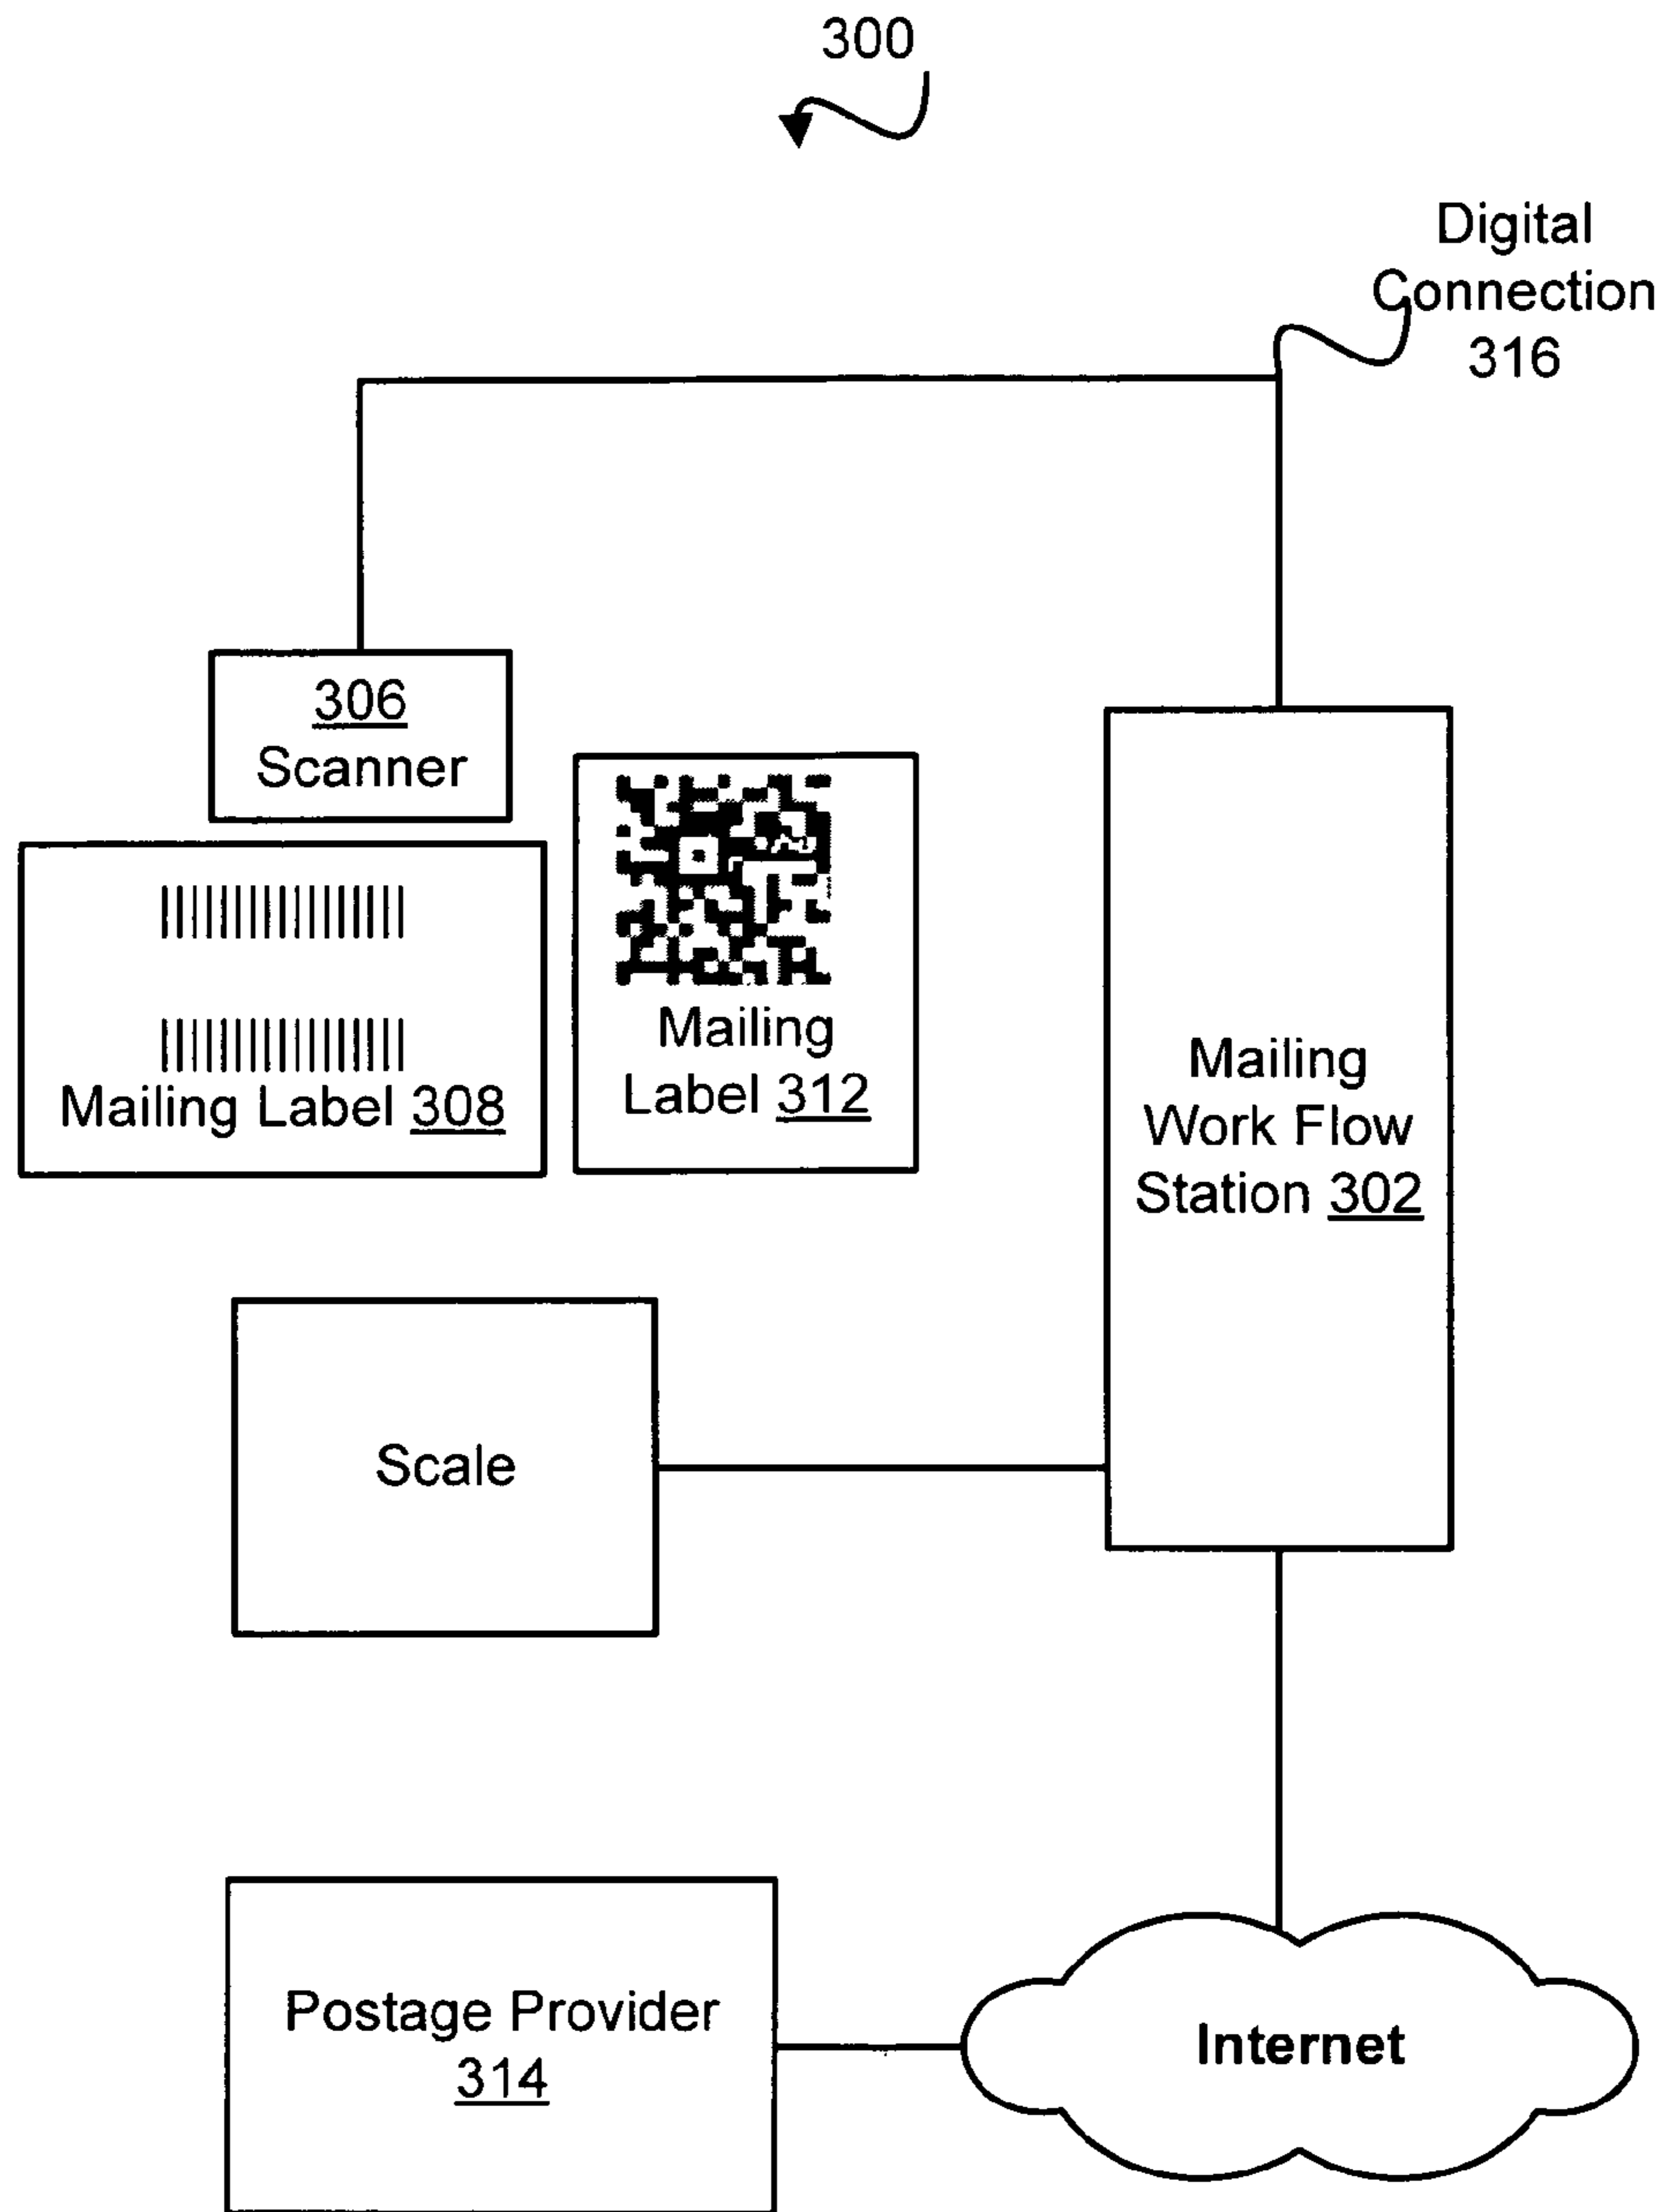 300
Digital
Connection
316
306
Scanner
Mailing Label 308
Mailing
Label 312
Mailing
Work Flow
Station 302
Scale
Postage Provider
314
Internet